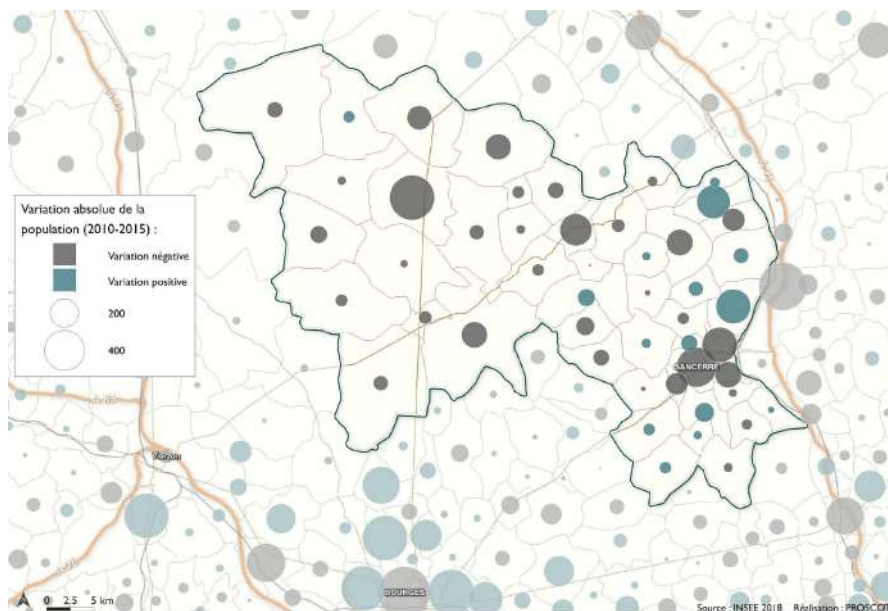 Variation absolue de la
population (2010-2015) :
Variation négative
Variation positive
200
400
SANCERRE
Vierzon
BOURGES
0 2.5 5 km
Source : INSEE 2018 Réalisation : PROSCOT